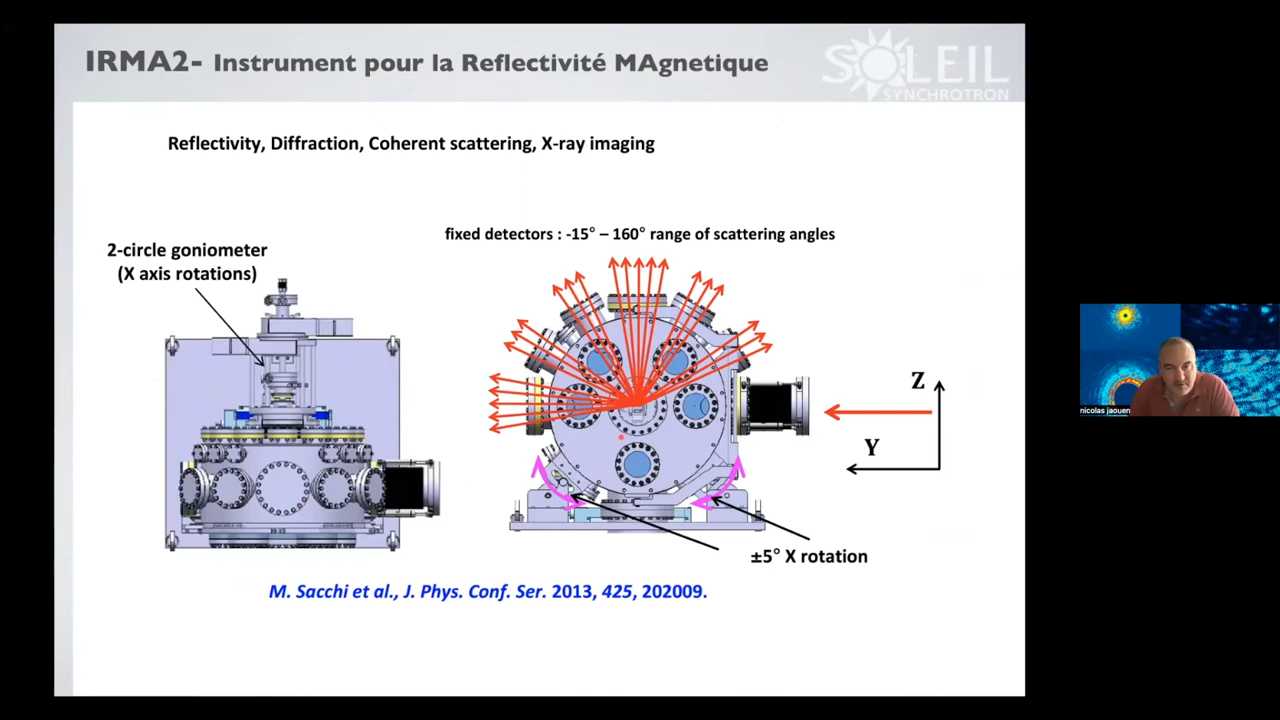 IRMA2- Instrument pour la Reflectivité MAgnetique
SOLEIL
SYNCHROTRON
Reflectivity, Diffraction, Coherent scattering, X-ray imaging
fixed detectors : -15° – 160° range of scattering angles
2-circle goniometer
(X axis rotations)
Z
Y
nicolas jaouen
±5° X rotation
M. Sacchi et al., J. Phys. Conf. Ser. 2013, 425, 202009.